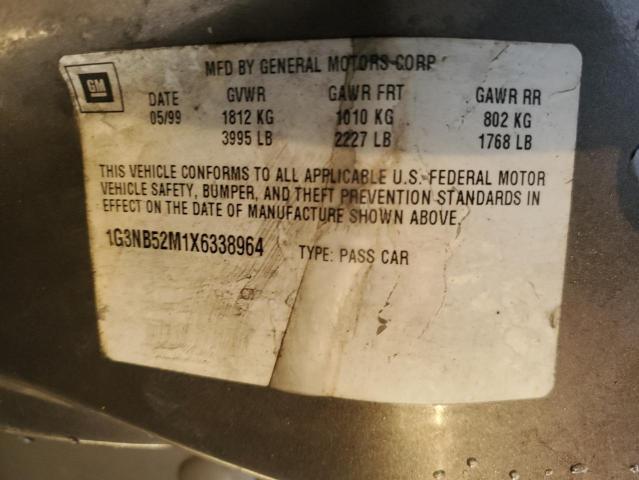 GM
MFD BY GENERAL MOTORS CORP
DATE GVWR GAWR FRT GAWR RR
05/99 1812 KG 1010 KG 802 KG
3995 LB 2227 LB 1768 LB
THIS VEHICLE CONFORMS TO ALL APPLICABLE U.S. FEDERAL MOTOR
VEHICLE SAFETY, BUMPER, AND THEFT PREVENTION STANDARDS IN
EFFECT ON THE DATE OF MANUFACTURE SHOWN ABOVE.
1G3NB52M1X6338964 TYPE: PASS CAR